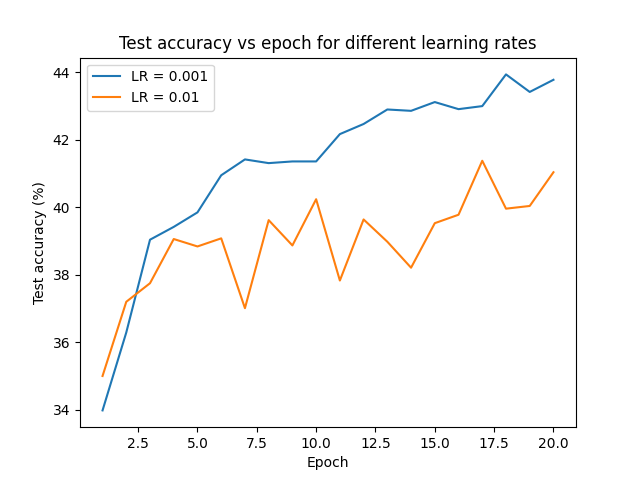 Test accuracy vs epoch for different learning rates
LR = 0.001
LR = 0.01
Test accuracy (%)
44
42
40
38
36
34
2.5 5.0 7.5 10.0 12.5 15.0 17.5 20.0
Epoch